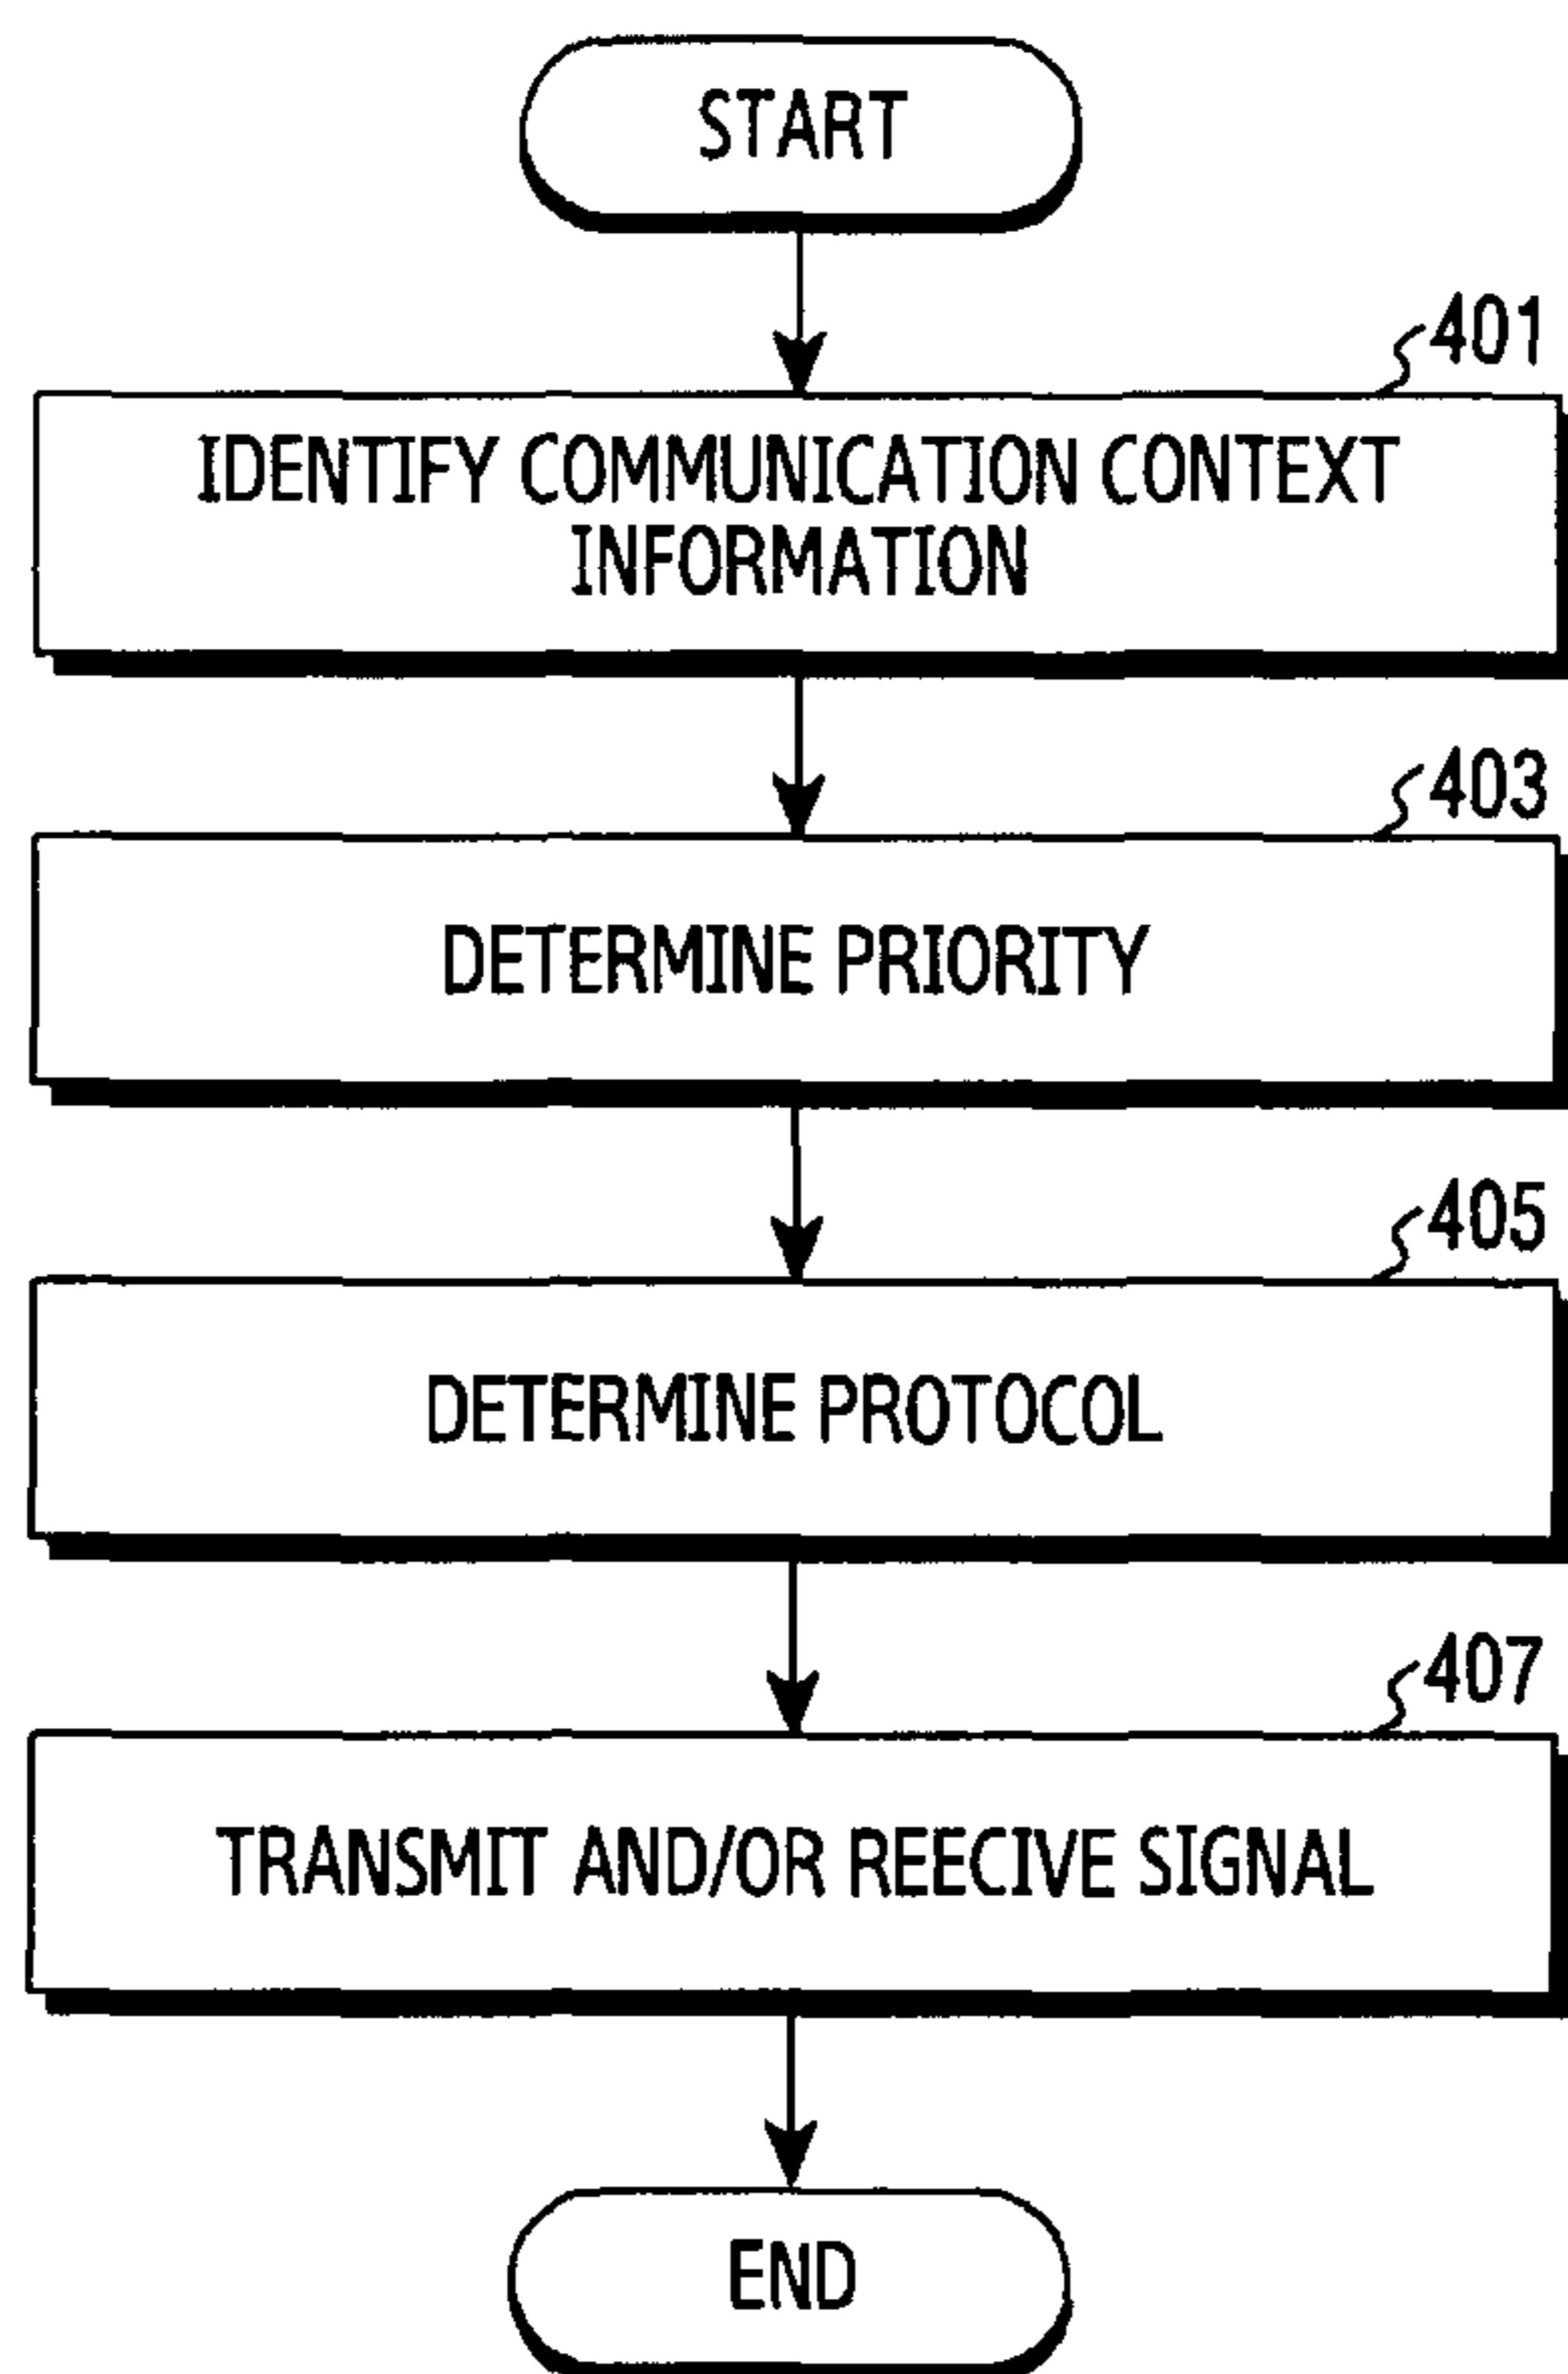 START
401
IDENTIFY COMMUNICATION CONTEXT
INFORMATION
403
DETERMINE PRIORITY
405
DETERMINE PROTOCOL
407
TRANSMIT AND/OR REECIVE SIGNAL
END